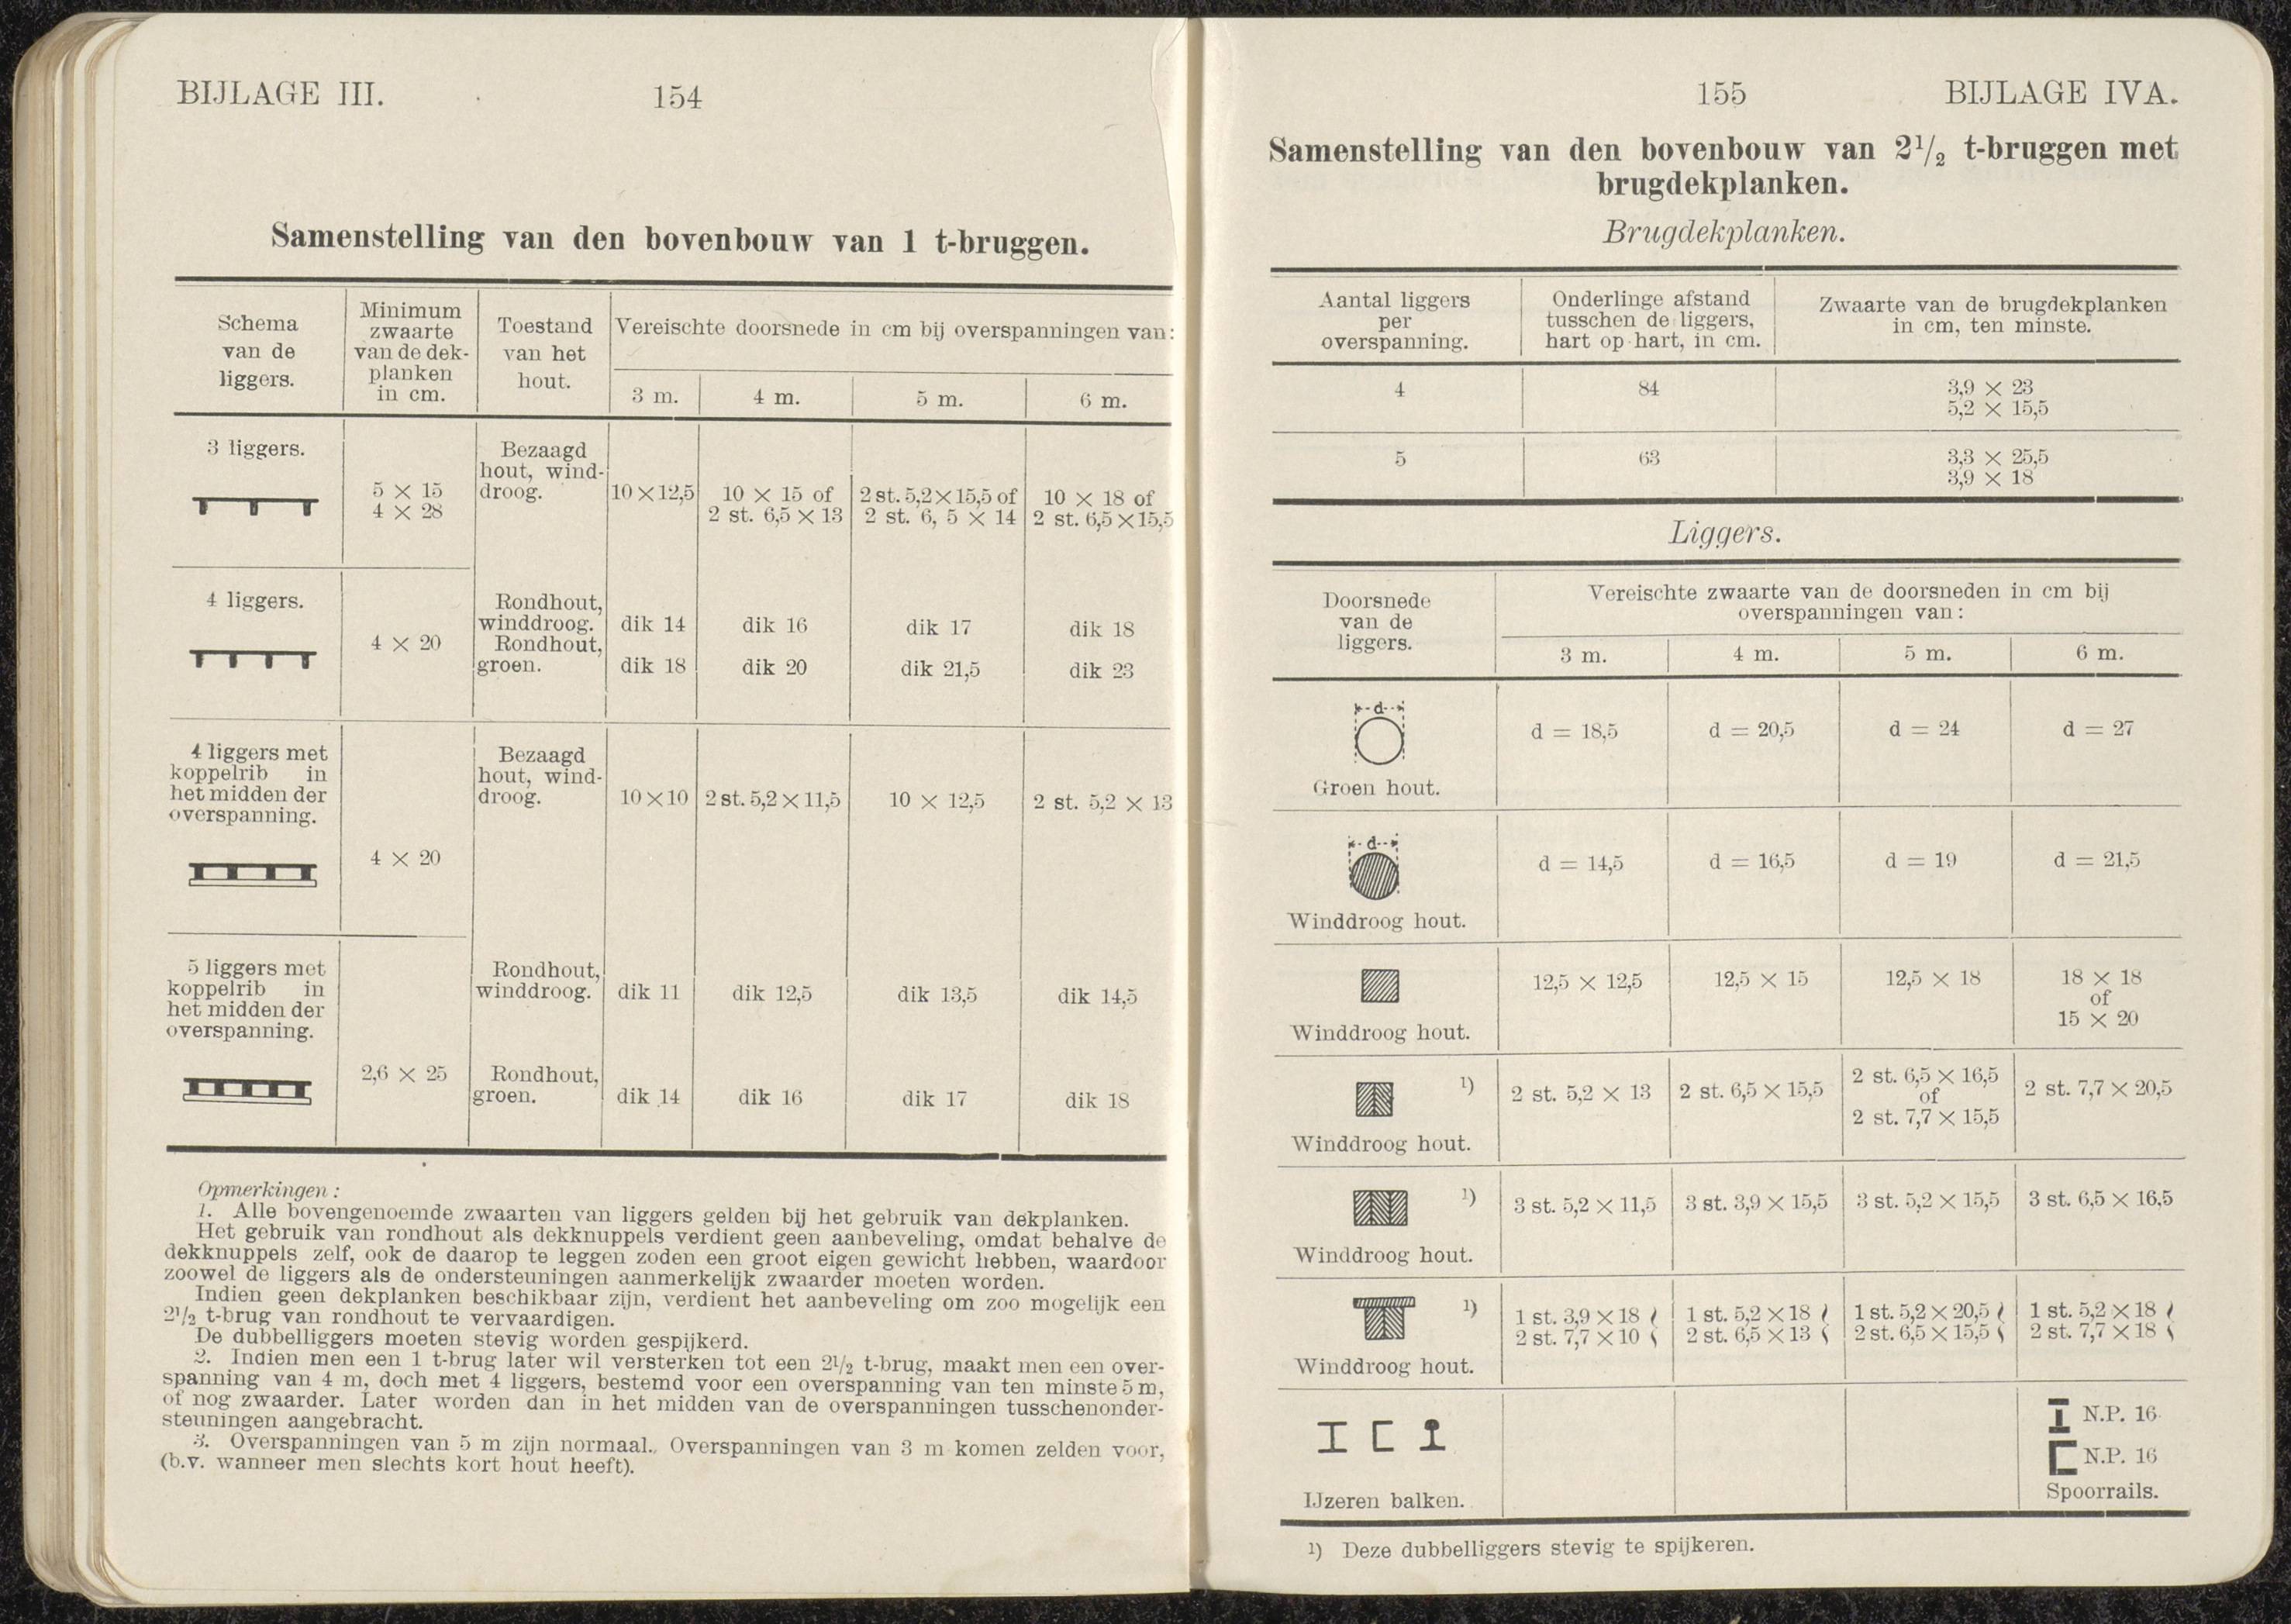 BIJLAGE III.
154
Samenstelling van den bovenbouw van 1 t-bruggen.
Schema van de liggers. | Minimum zwaarte van de dek-planken in cm. | Toestand van het hout. | Vereischte doorsnede in cm bij overspanningen van:
3 m. | 4 m. | 5 m. | 6 m.
3 liggers. | 5 × 15 4 × 28 | Bezaagd hout, wind-droog. | 10 × 12,5 | 10 × 15 of 2 st. 6,5 × 13 | 2 st. 5,2 × 15,5 of 2 st. 6, 5 × 14 | 10 × 18 of 2 st. 6,5 × 15,5
4 liggers. | 4 × 20 | Rondhout, winddroog. | dik 14 | dik 16 | dik 17 | dik 18
Rondhout, groen. | dik 18 | dik 20 | dik 21,5 | dik 23
4 liggers met koppelrib in het midden der overspanning. | 4 × 20 | Bezaagd hout, wind-droog. | 10 × 10 | 2 st. 5,2 × 11,5 | 10 × 12,5 | 2 st. 5,2 × 13
5 liggers met koppelrib in het midden der overspanning. | 2,6 × 25 | Rondhout, winddroog. | dik 11 | dik 12,5 | dik 13,5 | dik 14,5
Rondhout, groen. | dik 14 | dik 16 | dik 17 | dik 18
Opmerkingen :
1. Alle bovengenoemde zwaarten van liggers gelden bij het gebruik van dekplanken.
Het gebruik van rondhout als dekknuppels verdient geen aanbeveling, omdat behalve de
dekknuppels zelf, ook de daarop te leggen zoden een groot eigen gewicht hebben, waardoor
zoowel de liggers als de ondersteuningen aanmerkelijk zwaarder moeten worden.
Indien geen dekplanken beschikbaar zijn, verdient het aanbeveling om zoo mogelijk een
2½ t-brug van rondhout te vervaardigen.
De dubbelliggers moeten stevig worden gespijkerd.
2. Indien men een 1 t-brug later wil versterken tot een 2½ t-brug, maakt men een over-
spanning van 4 m, doch met 4 liggers, bestemd voor een overspanning van ten minste 5 m,
of nog zwaarder. Later worden dan in het midden van de overspanningen tusschenonder-
steuningen aangebracht.
3. Overspanningen van 5 m zijn normaal. Overspanningen van 3 m komen zelden voor,
(b.v. wanneer men slechts kort hout heeft).
155
BIJLAGE IVA.
Samenstelling van den bovenbouw van 2½ t-bruggen met
brugdekplanken.
Brugdekplanken.
Aantal liggers per overspanning. | Onderlinge afstand tusschen de liggers, hart op hart, in cm. | Zwaarte van de brugdekplanken in cm, ten minste.
4 | 84 | 3,9 × 23 5,2 × 15,5
5 | 63 | 3,3 × 25,5 3,9 × 18
Liggers.
Doorsnede van de liggers. | Vereischte zwaarte van de doorsneden in cm bij overspanningen van :
3 m. | 4 m. | 5 m. | 6 m.
d
Groen hout. | d = 18,5 | d = 20,5 | d = 24 | d = 27
d
Winddroog hout. | d = 14,5 | d = 16,5 | d = 19 | d = 21,5
Winddroog hout. | 12,5 × 12,5 | 12,5 × 15 | 12,5 × 18 | 18 × 18 of 15 × 20
¹) Winddroog hout. | 2 st. 5,2 × 13 | 2 st. 6,5 × 15,5 | 2 st. 6,5 × 16,5 of 2 st. 7,7 × 15,5 | 2 st. 7,7 × 20,5
¹) Winddroog hout. | 3 st. 5,2 × 11,5 | 3 st. 3,9 × 15,5 | 3 st. 5,2 × 15,5 | 3 st. 6,5 × 16,5
¹) Winddroog hout. | 1 st. 3,9 × 18 2 st. 7,7 × 10 | 1 st. 5,2 × 18 2 st. 6,5 × 13 | 1 st. 5,2 × 20,5 2 st. 6,5 × 15,5 | 1 st. 5,2 × 18 2 st. 7,7 × 18
IJzeren balken. | N.P. 16 N.P. 16 Spoorrails.
¹) Deze dubbelliggers stevig te spijkeren.